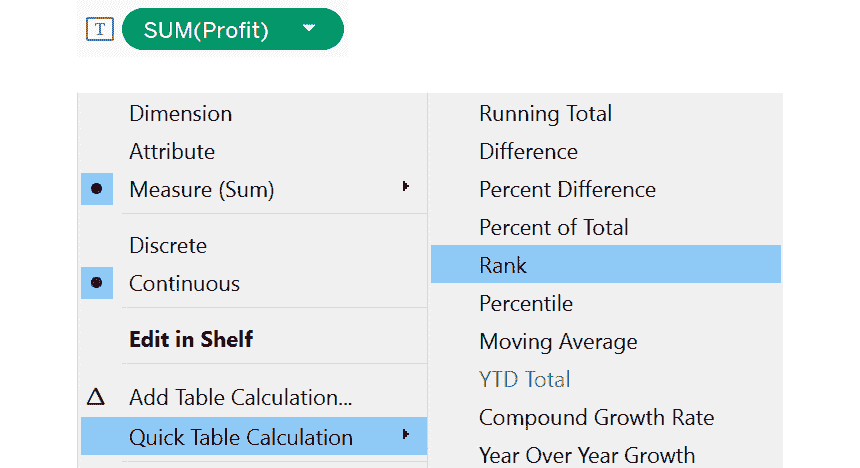 T SUM(Profit)
Dimension
Attribute
Measure (Sum)
Discrete
Continuous
Edit in Shelf
Δ Add Table Calculation...
Quick Table Calculation
Running Total
Difference
Percent Difference
Percent of Total
Rank
Percentile
Moving Average
YTD Total
Compound Growth Rate
Year Over Year Growth